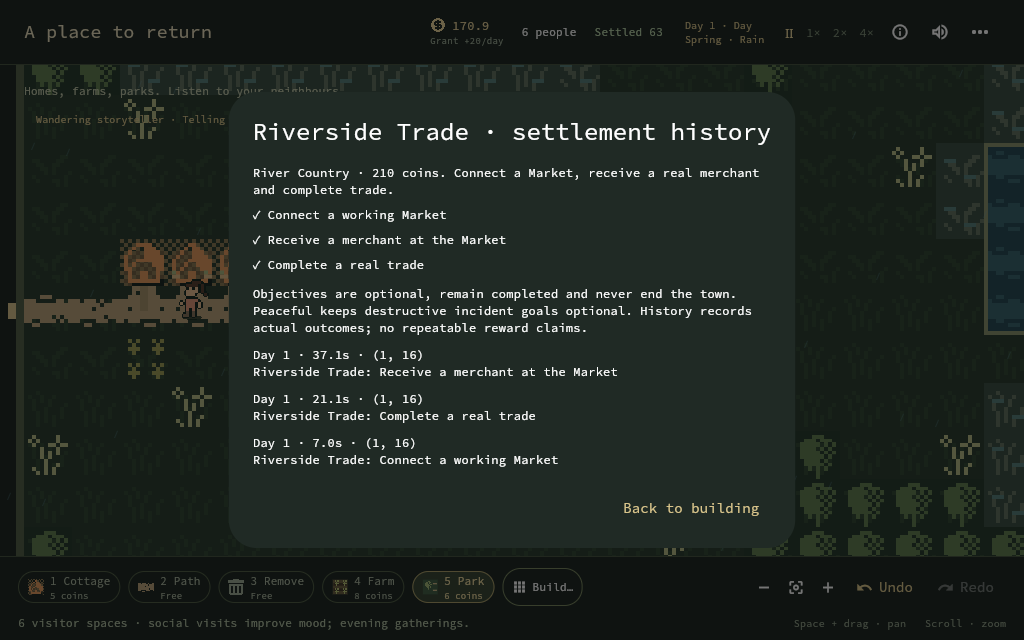 A place to return
170.9
Grant +20/day
6 people
Settled 63
Day 1 · Day
Spring · Rain
II 1× 2× 4×
Homes, farms, parks. Listen to your neighbours
Wandering storyteller · Telling
Riverside Trade · settlement history
River Country · 210 coins. Connect a Market, receive a real merchant
and complete trade.
✓ Connect a working Market
✓ Receive a merchant at the Market
✓ Complete a real trade
Objectives are optional, remain completed and never end the town.
Peaceful keeps destructive incident goals optional. History records
actual outcomes; no repeatable reward claims.
Day 1 · 37.1s · (1, 16)
Riverside Trade: Receive a merchant at the Market
Day 1 · 21.1s · (1, 16)
Riverside Trade: Complete a real trade
Day 1 · 7.0s · (1, 16)
Riverside Trade: Connect a working Market
Back to building
1 Cottage
5 coins
2 Path
Free
3 Remove
Free
4 Farm
8 coins
5 Park
6 coins
Build…
Undo
Redo
6 visitor spaces · social visits improve mood; evening gatherings.
Space + drag · pan Scroll · zoom